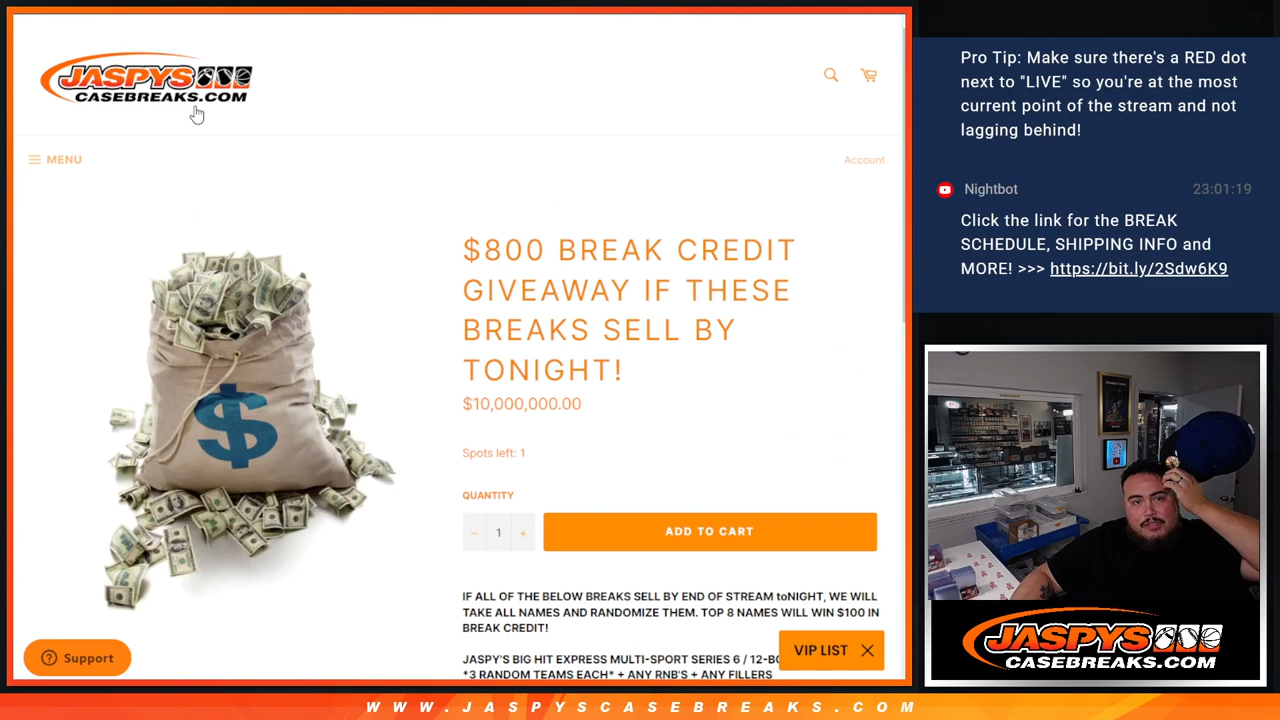 JASPYS
CASEBREAKS.COM
MENU
Account
$800 BREAK CREDIT
GIVEAWAY IF THESE
BREAKS SELL BY
TONIGHT!
$10,000,000.00
Spots left: 1
QUANTITY
− 1 +
ADD TO CART
IF ALL OF THE BELOW BREAKS SELL BY END OF STREAM toNIGHT, WE WILL
TAKE ALL NAMES AND RANDOMIZE THEM. TOP 8 NAMES WILL WIN $100 IN
BREAK CREDIT!
JASPY'S BIG HIT EXPRESS MULTI-SPORT SERIES 6 / 12-BO
*3 RANDOM TEAMS EACH* + ANY RNB'S + ANY FILLERS
$
Support
VIP LIST
Pro Tip: Make sure there's a RED dot
next to "LIVE" so you're at the most
current point of the stream and not
lagging behind!
Nightbot 23:01:19
Click the link for the BREAK
SCHEDULE, SHIPPING INFO and
MORE! >>> https://bit.ly/2Sdw6K9
JASPYS
CASEBREAKS.COM
WWW.JASPYSCASEBREAKS.COM